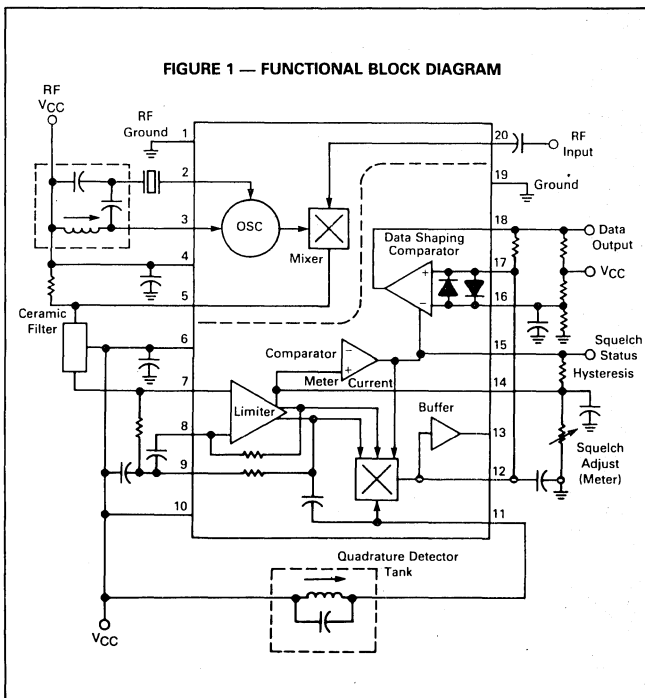 FIGURE 1 — FUNCTIONAL BLOCK DIAGRAM
RF
VCC
RF
Ground
1
20
RF
Input
2
19
Ground
OSC
3
18
Data
Output
Mixer
Data Shaping
Comparator
4
17
VCC
+
5
16
Ceramic
Filter
−
6
15
Squelch
Status
Comparator
−
Hysteresis
+
Meter Current
14
7
Limiter
Buffer
8
13
Squelch
Adjust
(Meter)
9
12
10
11
Quadrature Detector
Tank
VCC